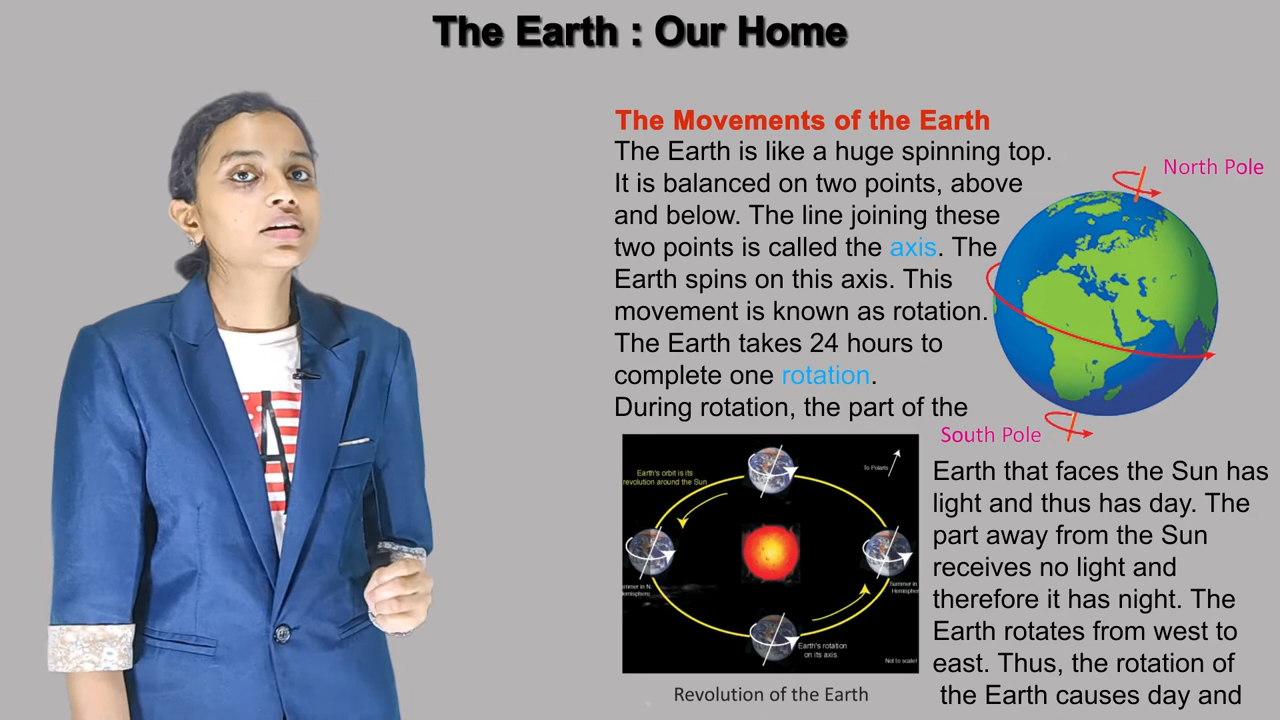 The Earth : Our Home
The Movements of the Earth
The Earth is like a huge spinning top.
It is balanced on two points, above
and below. The line joining these
two points is called the axis. The
Earth spins on this axis. This
movement is known as rotation.
The Earth takes 24 hours to
complete one rotation.
During rotation, the part of the
North Pole
South Pole
Earth that faces the Sun has
light and thus has day. The
part away from the Sun
receives no light and
therefore it has night. The
Earth rotates from west to
east. Thus, the rotation of
the Earth causes day and
Earth's orbit is its
revolution around the Sun
To Polaris
Summer in
Hemisphere
Earth's rotation
on its axis.
Not to scale
Revolution of the Earth